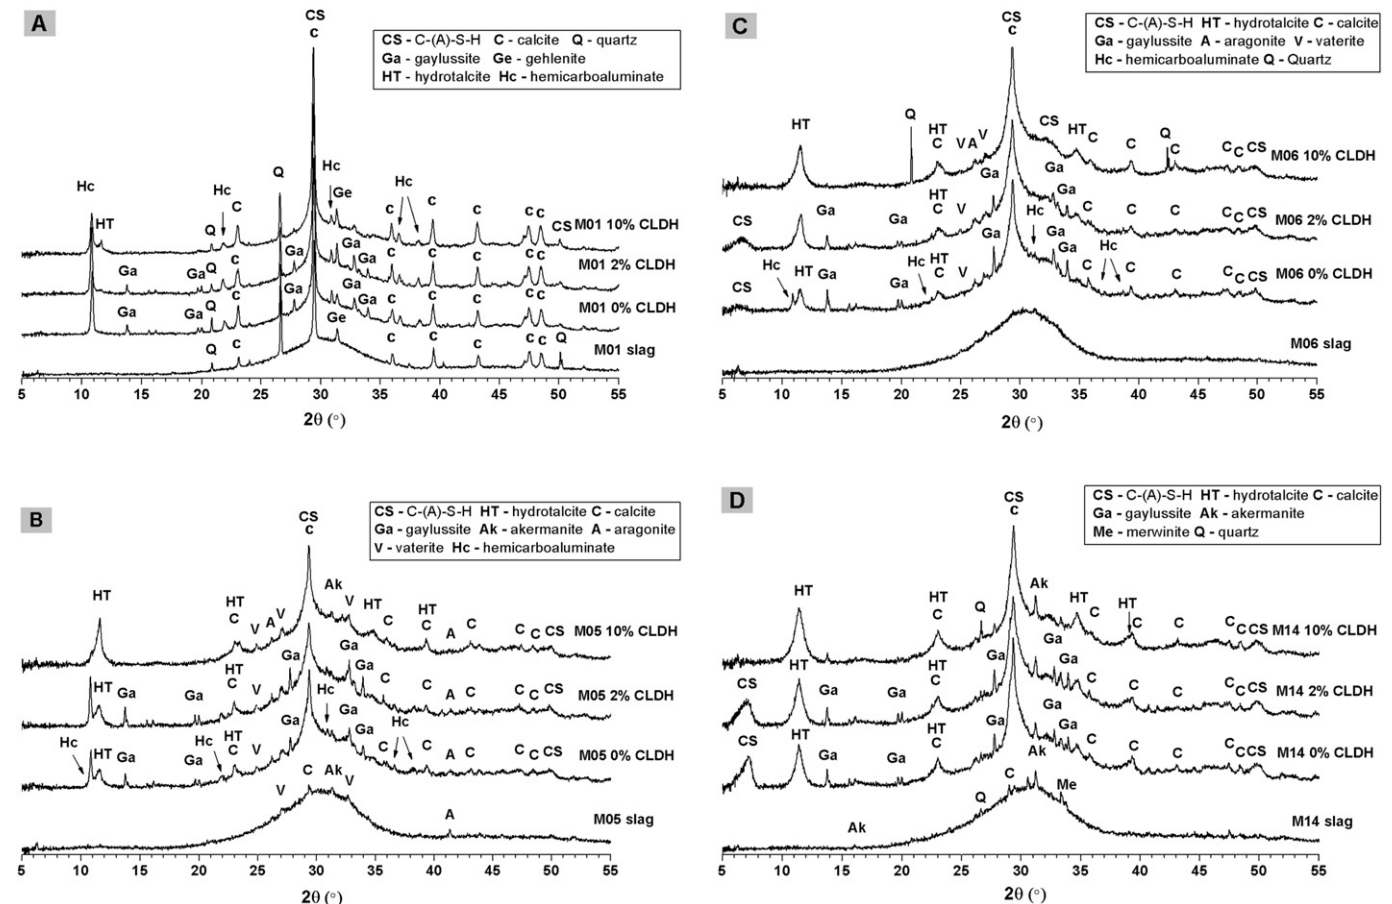 A
CS
C
CS - C-(A)-S-H C - calcite Q - quartz
Ga - gaylussite Ge - gehlenite
HT - hydrotalcite Hc - hemicarboaluminate
Hc HT Q Hc C Q Hc Ge C Hc C C C C CS M01 10% CLDH
Ga Ga Q C Ga Ga Ga C C C C C M01 2% CLDH
Ga Ga Q C Ga Ga Ga C C C C C M01 0% CLDH
Q C Ge C C C C C Q M01 slag
5 10 15 20 25 30 35 40 45 50 55
2θ (°)
B
CS
C
CS - C-(A)-S-H HT - hydrotalcite C - calcite
Ga - gaylussite Ak - akermanite A - aragonite
V - vaterite Hc - hemicarboaluminate
HT HT C V A V Ak V HT C HT C A C C C CS M05 10% CLDH
HT Ga Ga HT C V Ga Ga Ga C C A C C C CS M05 2% CLDH
Hc HT Ga Ga Hc HT C V Ga Hc Ga Ga C Hc C A C C C CS M05 0% CLDH
V C Ak V A M05 slag
5 10 15 20 25 30 35 40 45 50 55
2θ (°)
C
CS
C
CS - C-(A)-S-H HT - hydrotalcite C - calcite
Ga - gaylussite A - aragonite V - vaterite
Hc - hemicarboaluminate Q - Quartz
HT Q HT C V A V CS HT C C Q C C C CS M06 10% CLDH
CS Ga Ga HT C V Ga Ga Ga C C C C C CS M06 2% CLDH
CS Hc HT Ga Ga Hc HT C V Ga Hc Ga Ga C Hc C C C C CS M06 0% CLDH
M06 slag
5 10 15 20 25 30 35 40 45 50 55
2θ (°)
D
CS
C
CS - C-(A)-S-H HT - hydrotalcite C - calcite
Ga - gaylussite Ak - akermanite
Me - merwinite Q - quartz
HT HT C Q Ak HT C HT C C C C CS M14 10% CLDH
CS HT Ga Ga HT C Ga Ga Ga C C C C C CS M14 2% CLDH
CS HT Ga Ga HT C Ga Ak Ga Ga C C C C C CS M14 0% CLDH
Ak Q C Me M14 slag
5 10 15 20 25 30 35 40 45 50 55
2θ (°)